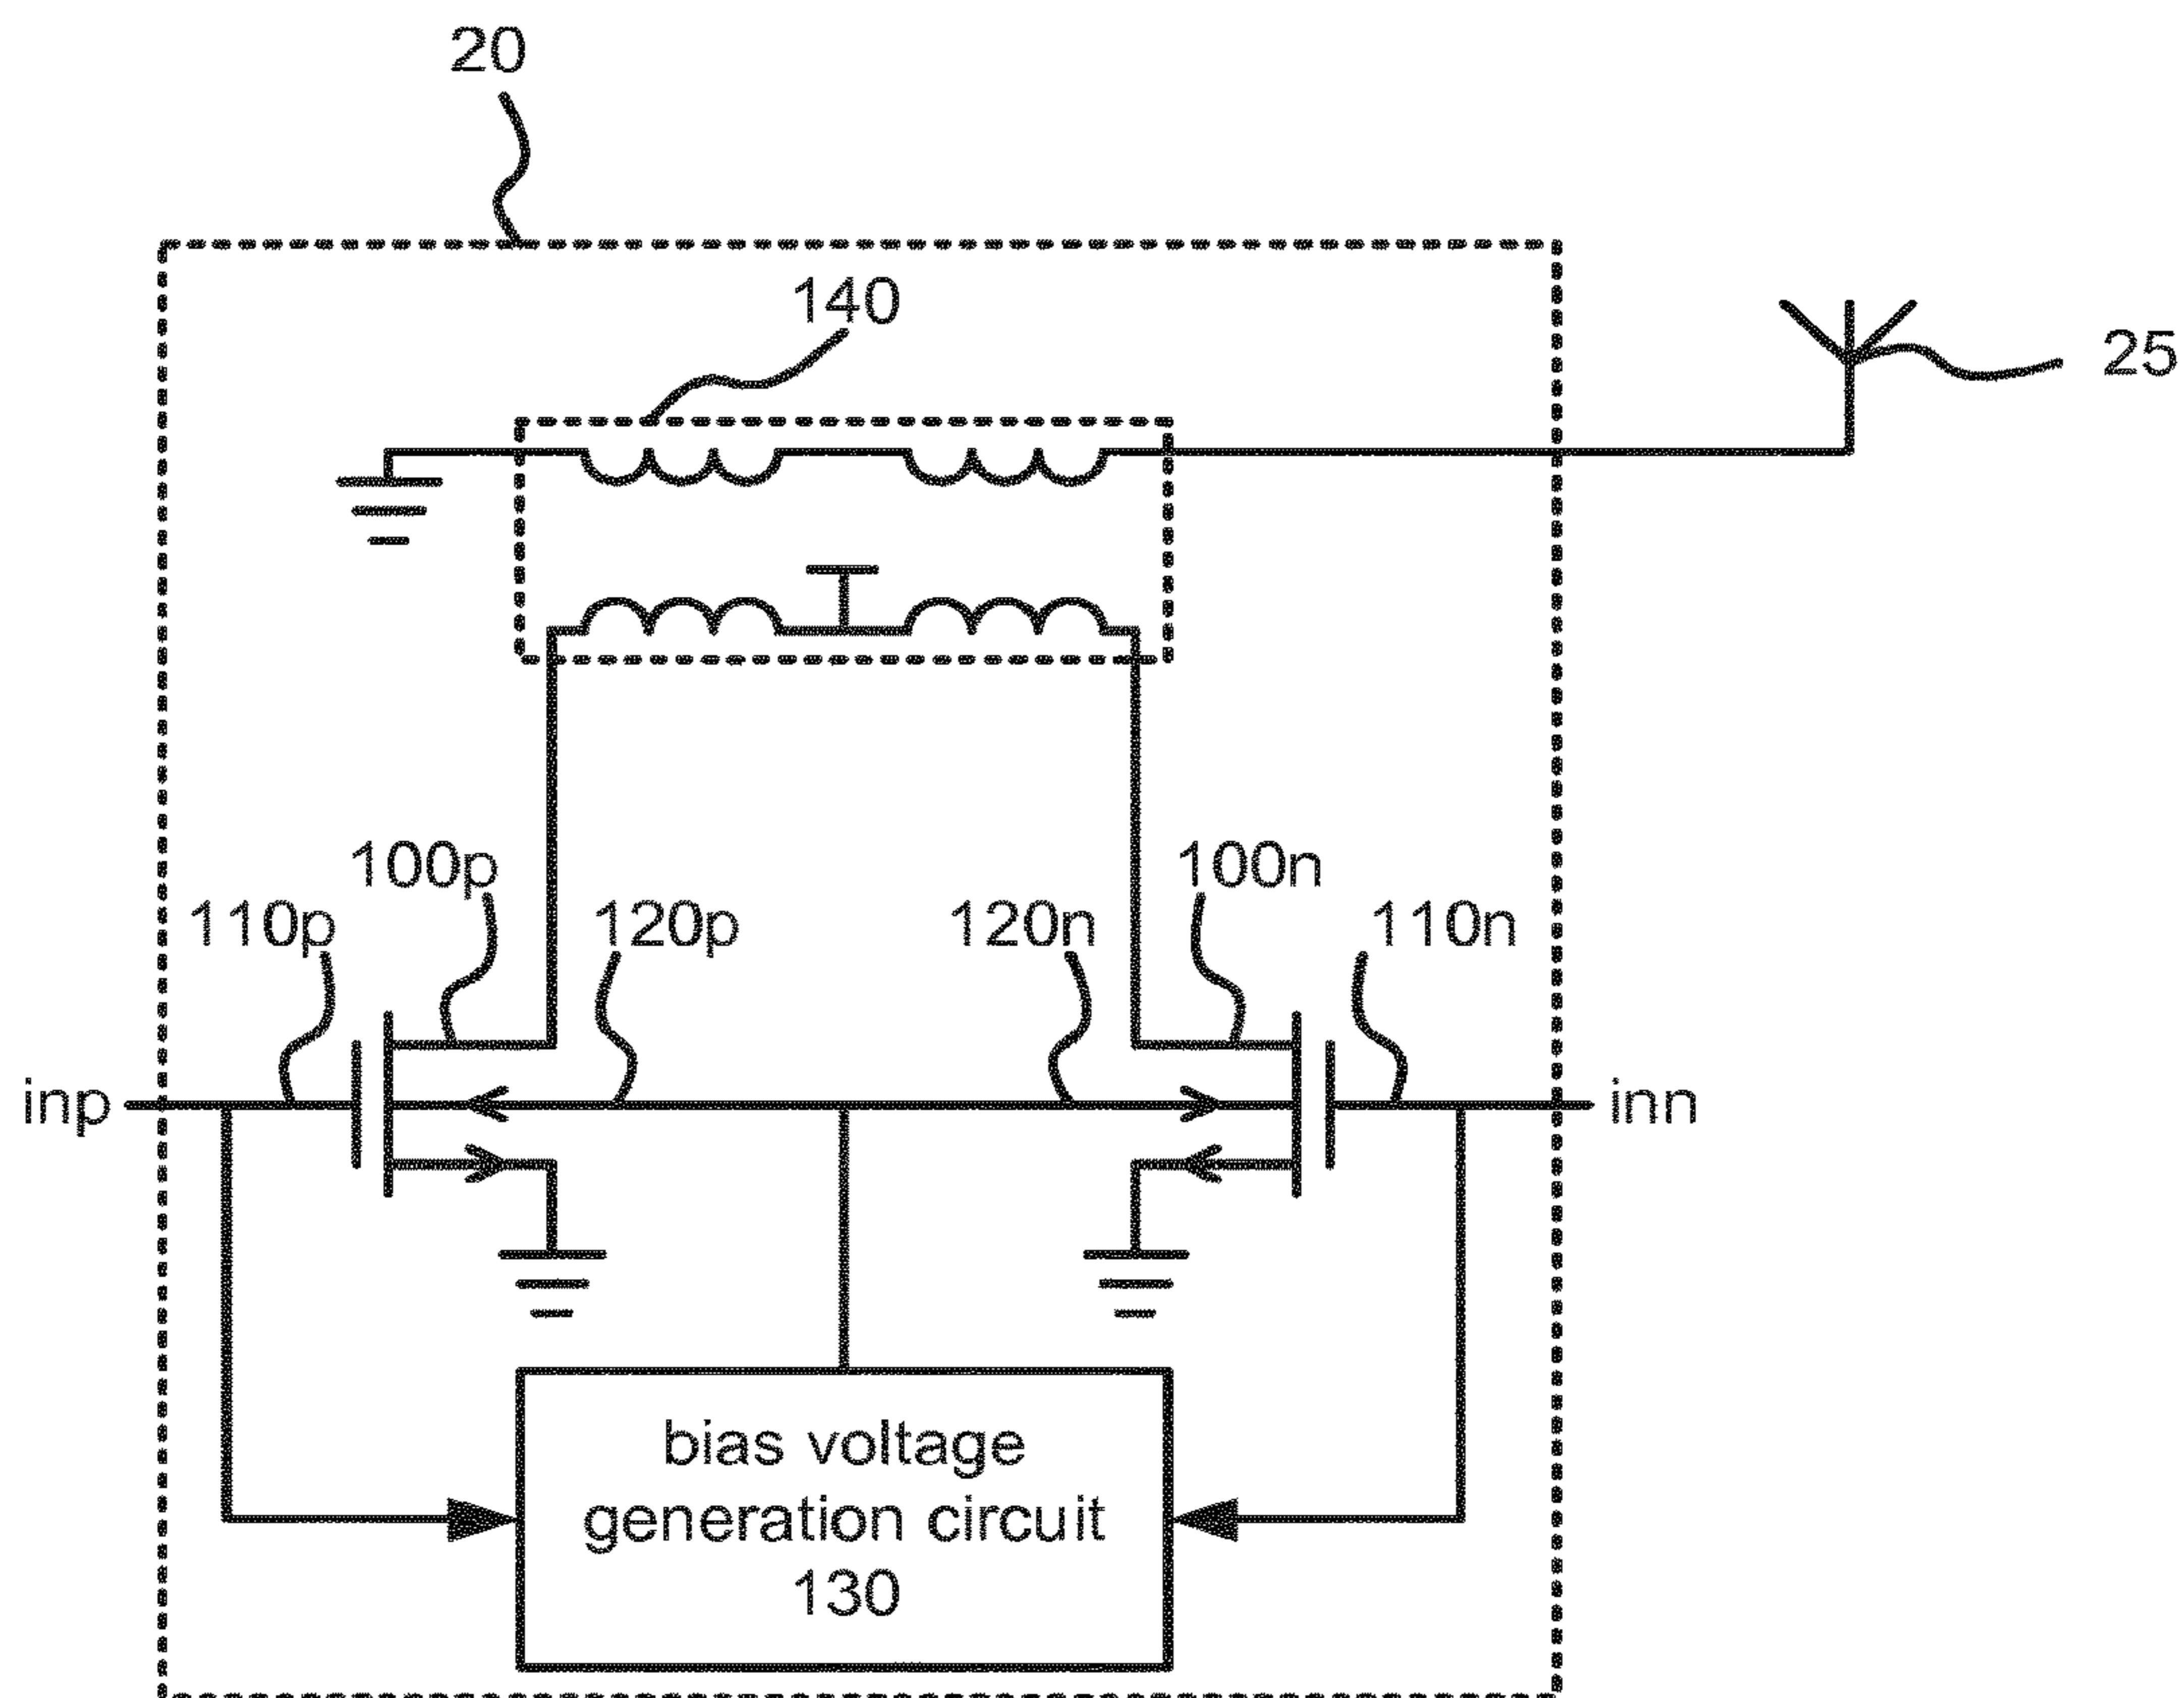 20
140
25
100p
100n
110p
120p
120n
110n
inp
inn
bias voltage
generation circuit
130